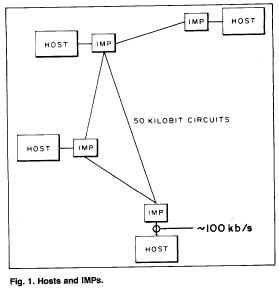 IMP
HOST
HOST
IMP
50 KILOBIT CIRCUITS
HOST
IMP
IMP
~100 kb/s
HOST
Fig. 1. Hosts and IMPs.